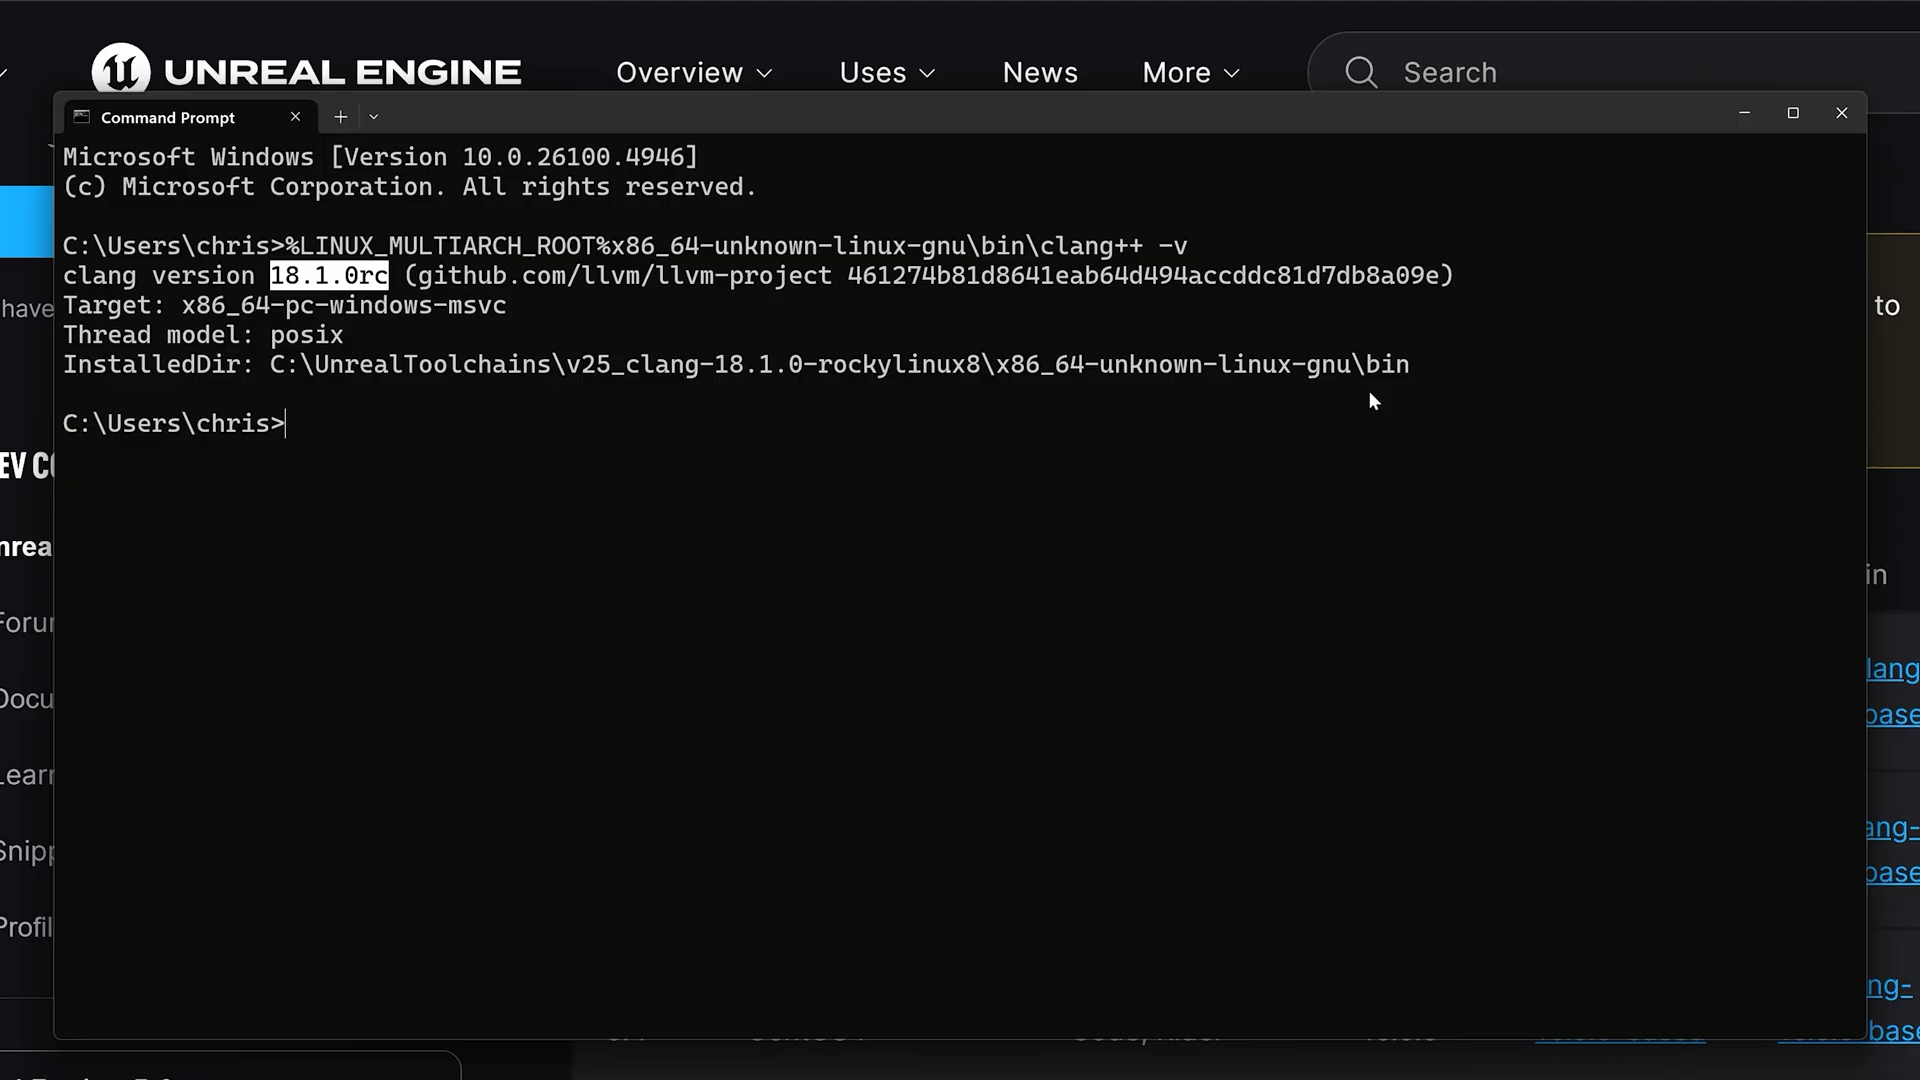 UNREAL ENGINE
Overview
Uses
News
More
Search
Command Prompt
Microsoft Windows [Version 10.0.26100.4946]
(c) Microsoft Corporation. All rights reserved.
C:\Users\chris>%LINUX_MULTIARCH_ROOT%x86_64-unknown-linux-gnu\bin\clang++ -v
clang version 18.1.0rc (github.com/llvm/llvm-project 461274b81d8641eab64d494accddc81d7db8a09e)
Target: x86_64-pc-windows-msvc
Thread model: posix
InstalledDir: C:\UnrealToolchains\v25_clang-18.1.0-rockylinux8\x86_64-unknown-linux-gnu\bin
C:\Users\chris>
have
to
in